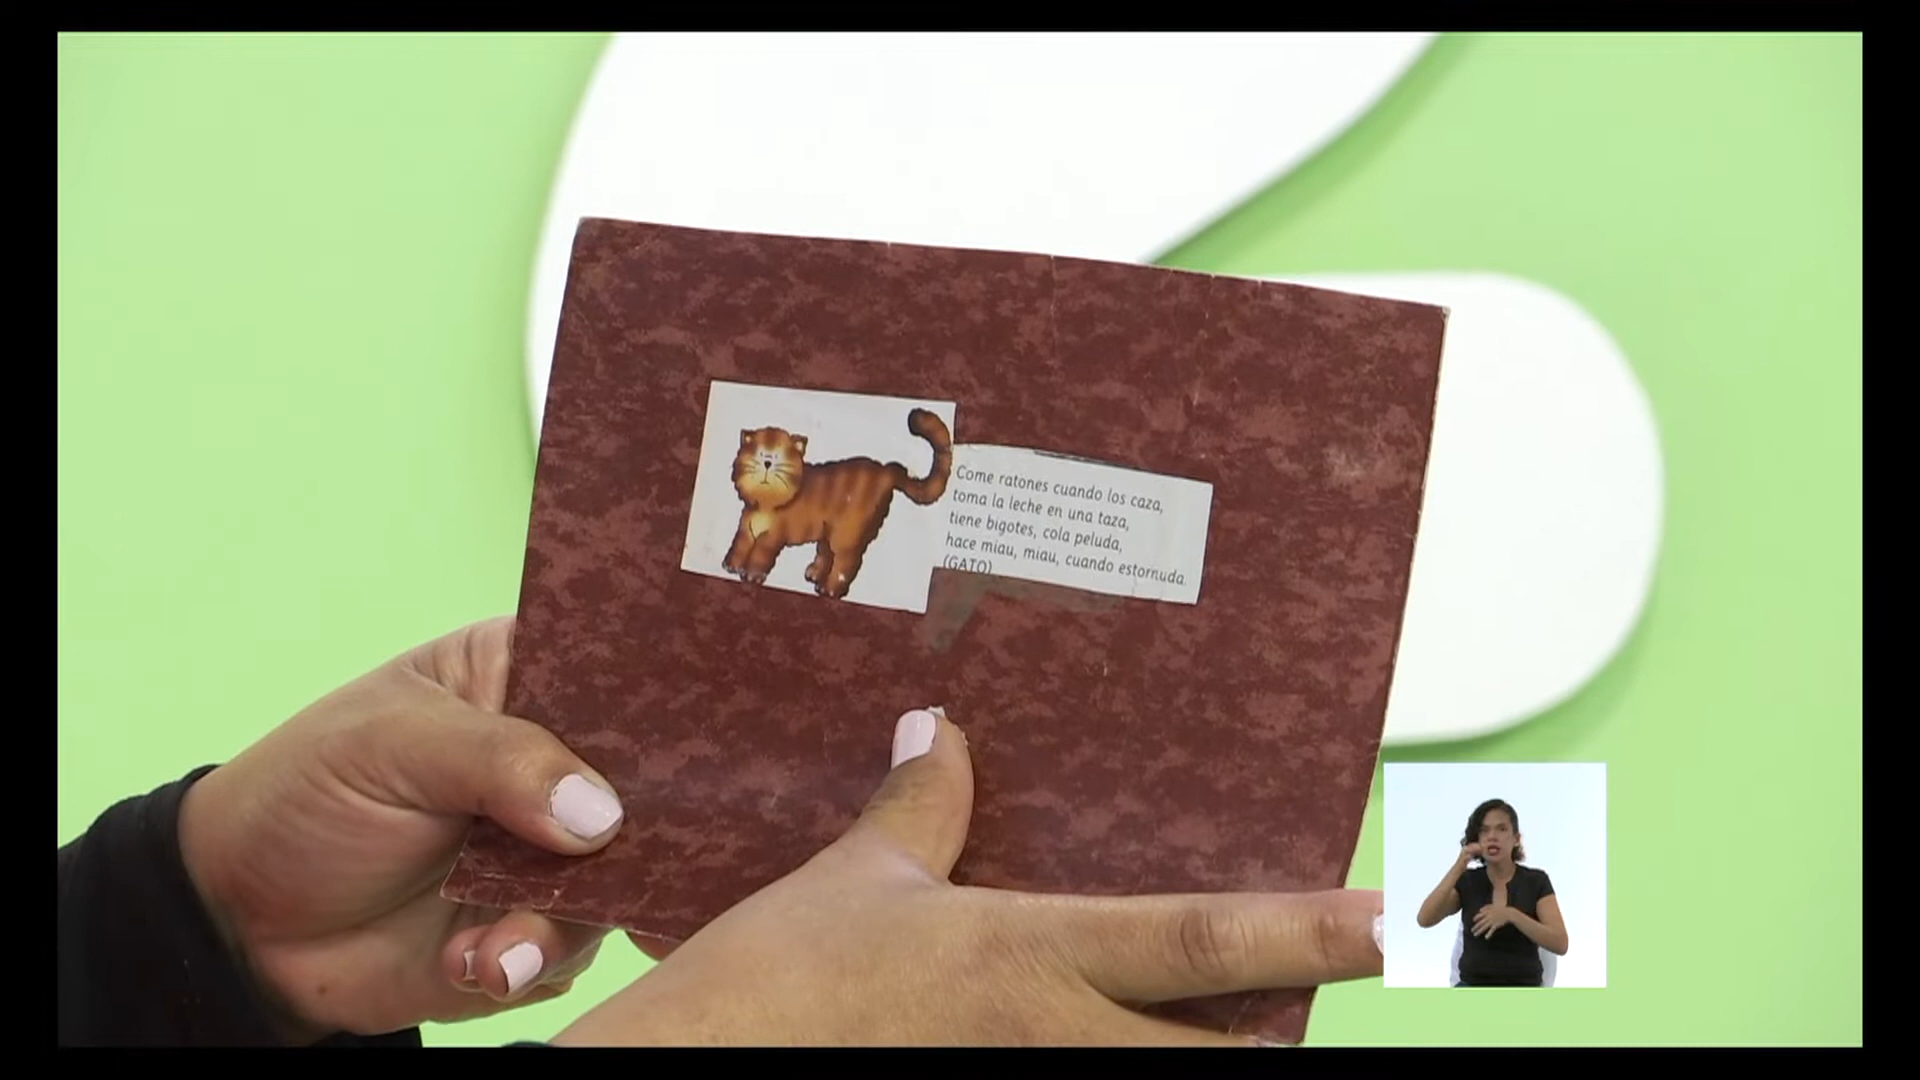 Come ratones cuando los caza,
toma la leche en una taza,
tiene bigotes, cola peluda,
hace miau, miau, cuando estornuda.
(GATO)